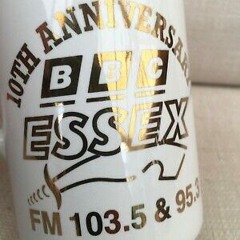 10TH ANNIVERSARY
BBC
ESSEX
FM 103.5 & 95.3